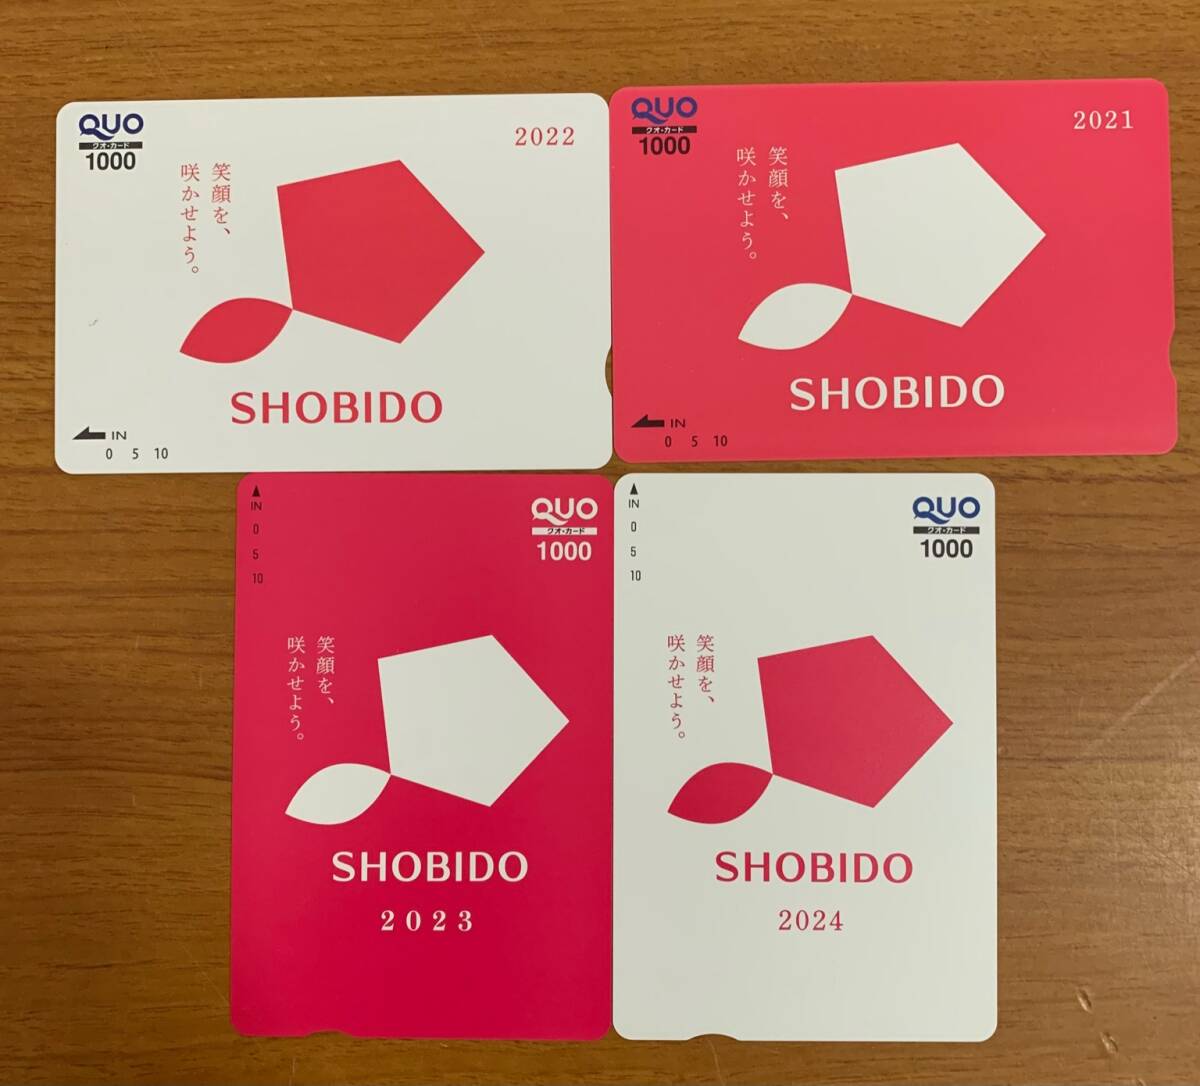 QUO
クオ・カード
1000
2022
笑顔を、
咲かせよう。
SHOBIDO
IN
0 5 10
QUO
クオ・カード
1000
2021
笑顔を、
咲かせよう。
SHOBIDO
IN
0 5 10
IN
0
5
10
QUO
クオ・カード
1000
笑顔を、
咲かせよう。
SHOBIDO
2023
IN
0
5
10
QUO
クオ・カード
1000
笑顔を、
咲かせよう。
SHOBIDO
2024